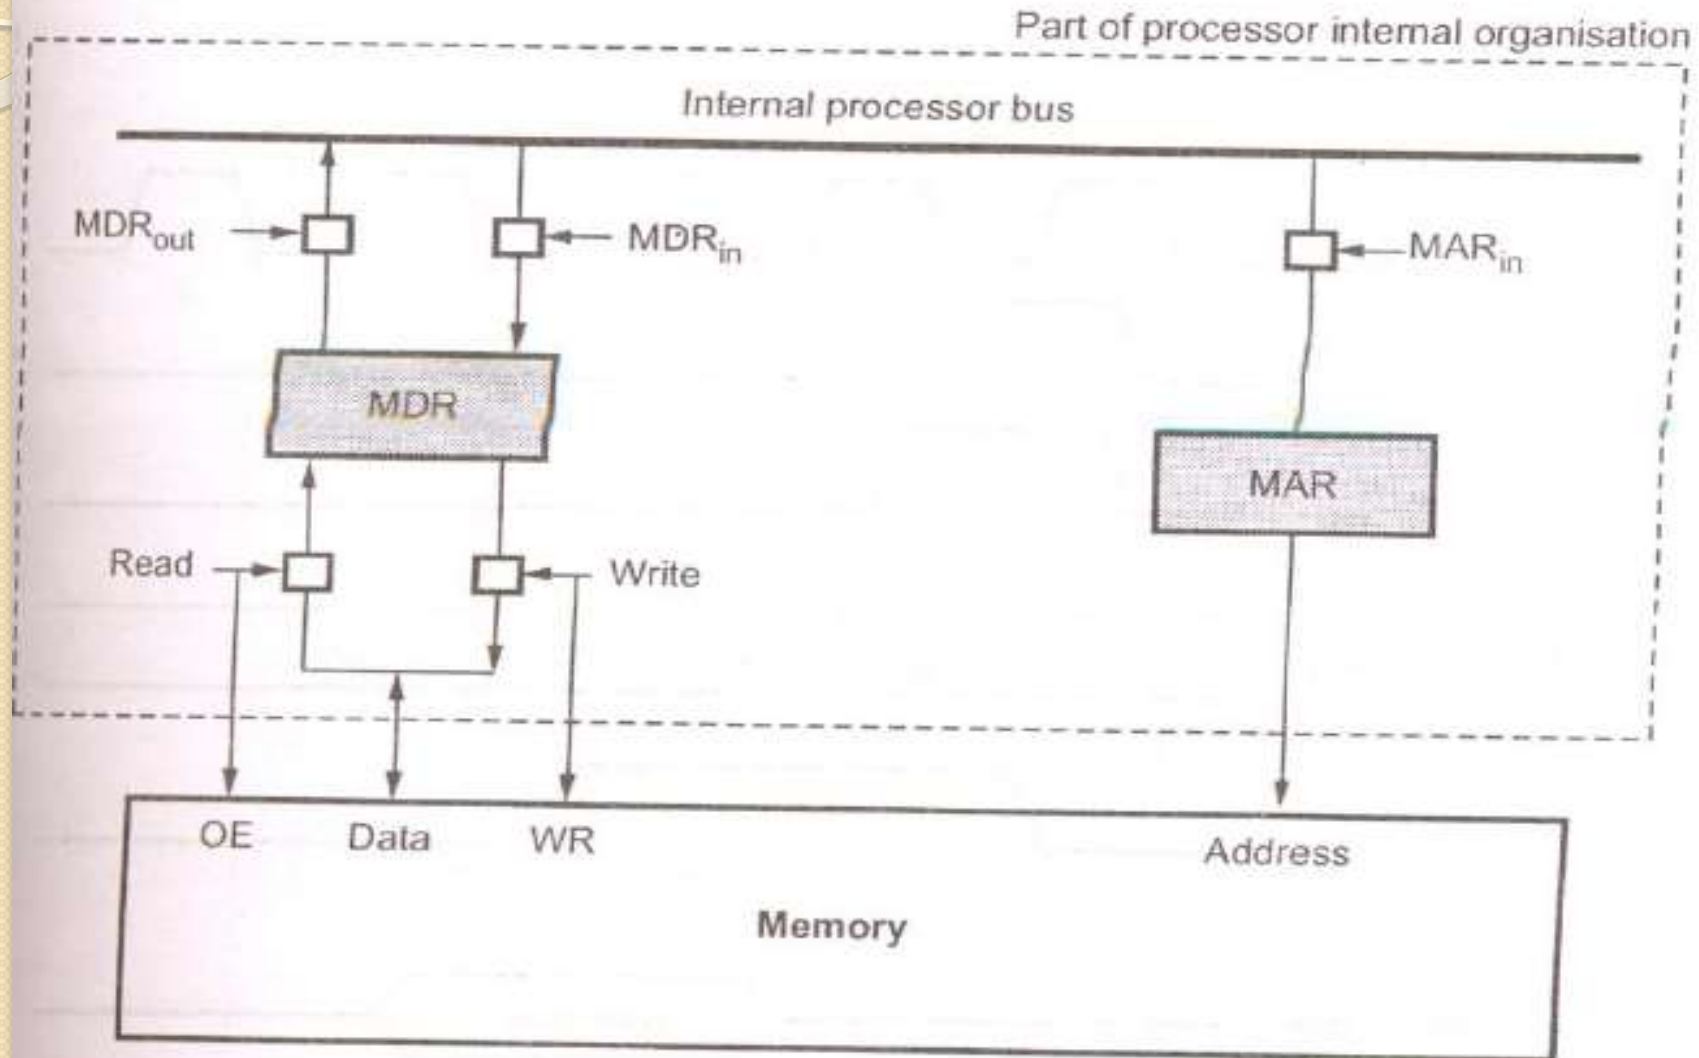 Part of processor internal organisation
Internal processor bus
MDRout
MDRin
MARin
MDR
MAR
Read
Write
OE
Data
WR
Address
Memory